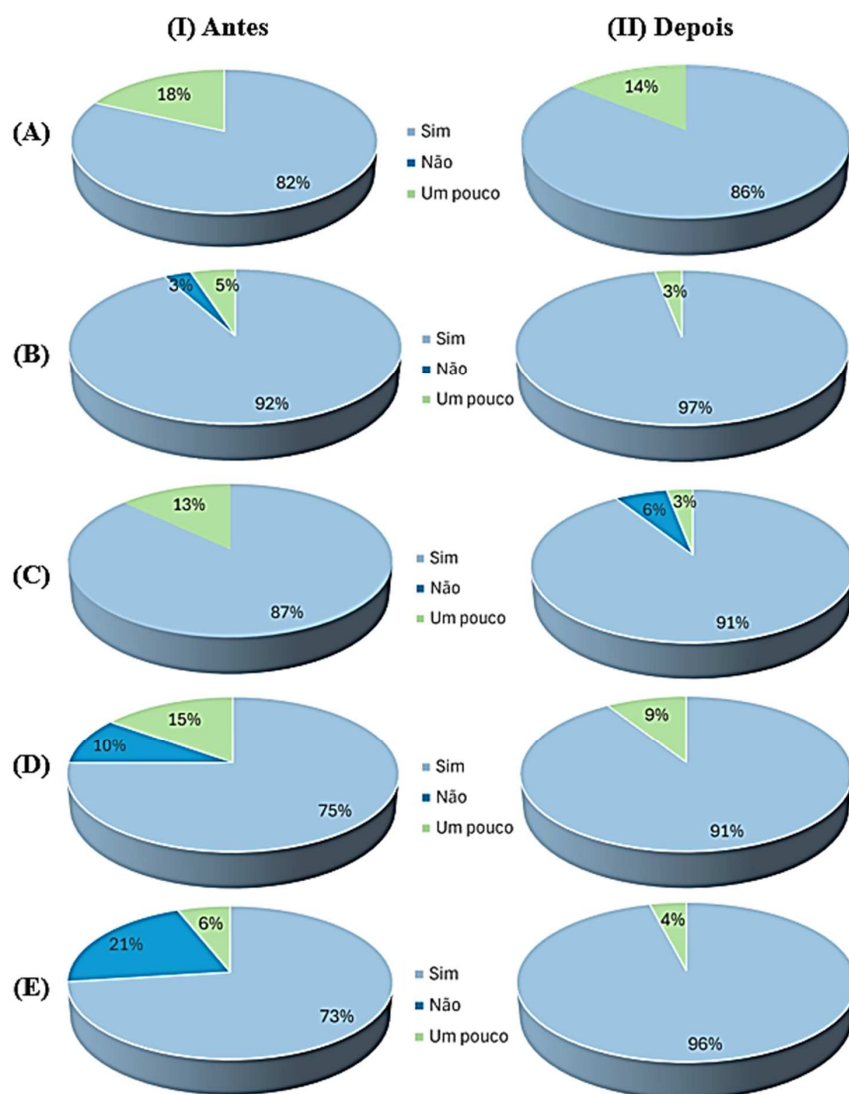 (I) Antes
(II) Depois
(A)
18%
82%
Sim
Não
Um pouco
14%
86%
(B)
3%
5%
92%
Sim
Não
Um pouco
3%
97%
(C)
13%
87%
Sim
Não
Um pouco
6%
3%
91%
(D)
15%
10%
75%
Sim
Não
Um pouco
9%
91%
(E)
6%
21%
73%
Sim
Não
Um pouco
4%
96%